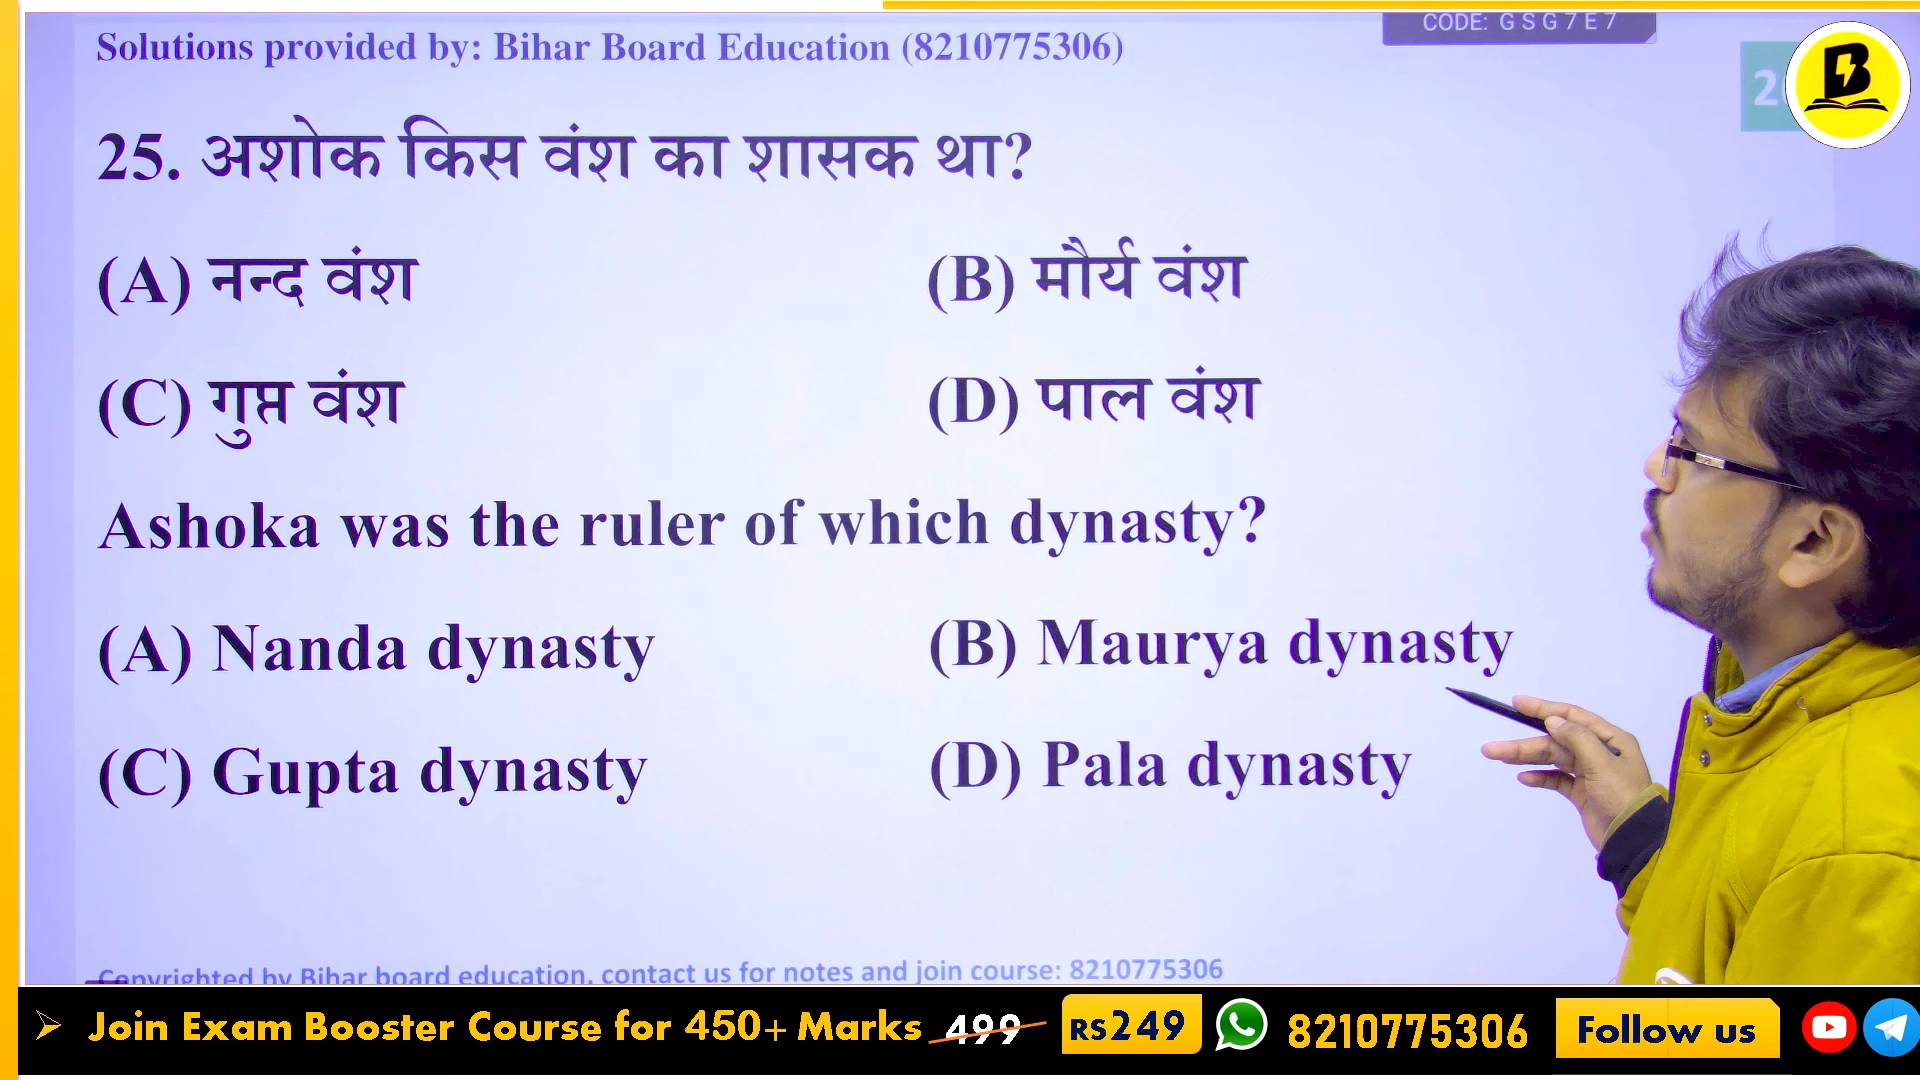 CODE: G S G 7 E 7
Solutions provided by: Bihar Board Education (8210775306)
B
25. अशोक किस वंश का शासक था?
(A) नन्द वंश (B) मौर्य वंश
(C) गुप्त वंश (D) पाल वंश
Ashoka was the ruler of which dynasty?
(A) Nanda dynasty (B) Maurya dynasty
(C) Gupta dynasty (D) Pala dynasty
Copyrighted by Bihar board education, contact us for notes and join course: 8210775306
Join Exam Booster Course for 450+ Marks 499 RS249 8210775306 Follow us